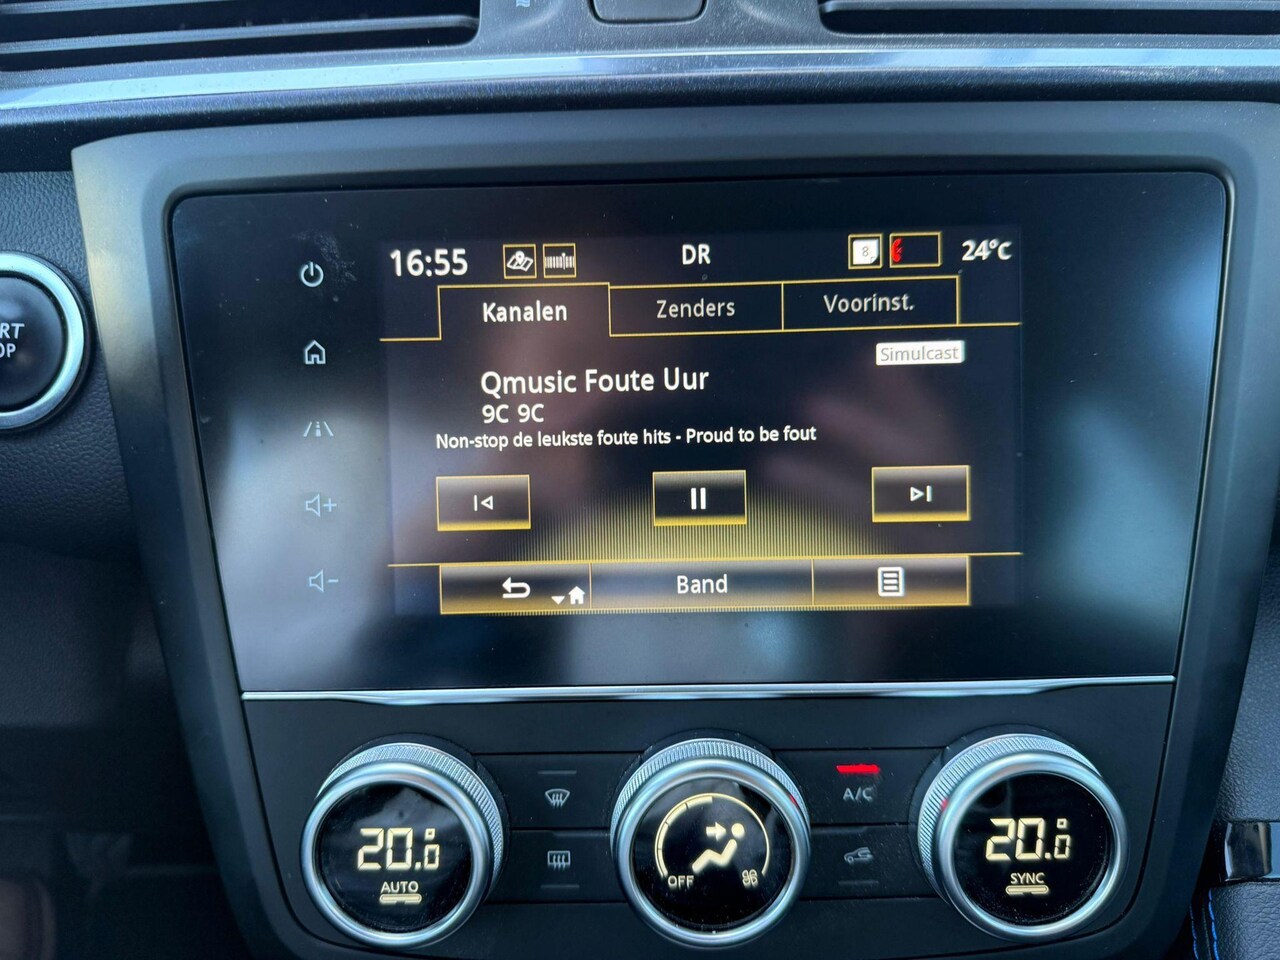 16:55 DR 8 24°C
Kanalen Zenders Voorinst.
Simulcast
Qmusic Foute Uur
9C 9C
Non-stop de leukste foute hits - Proud to be fout
Band
A/C
20.0
AUTO
OFF
20.0
SYNC